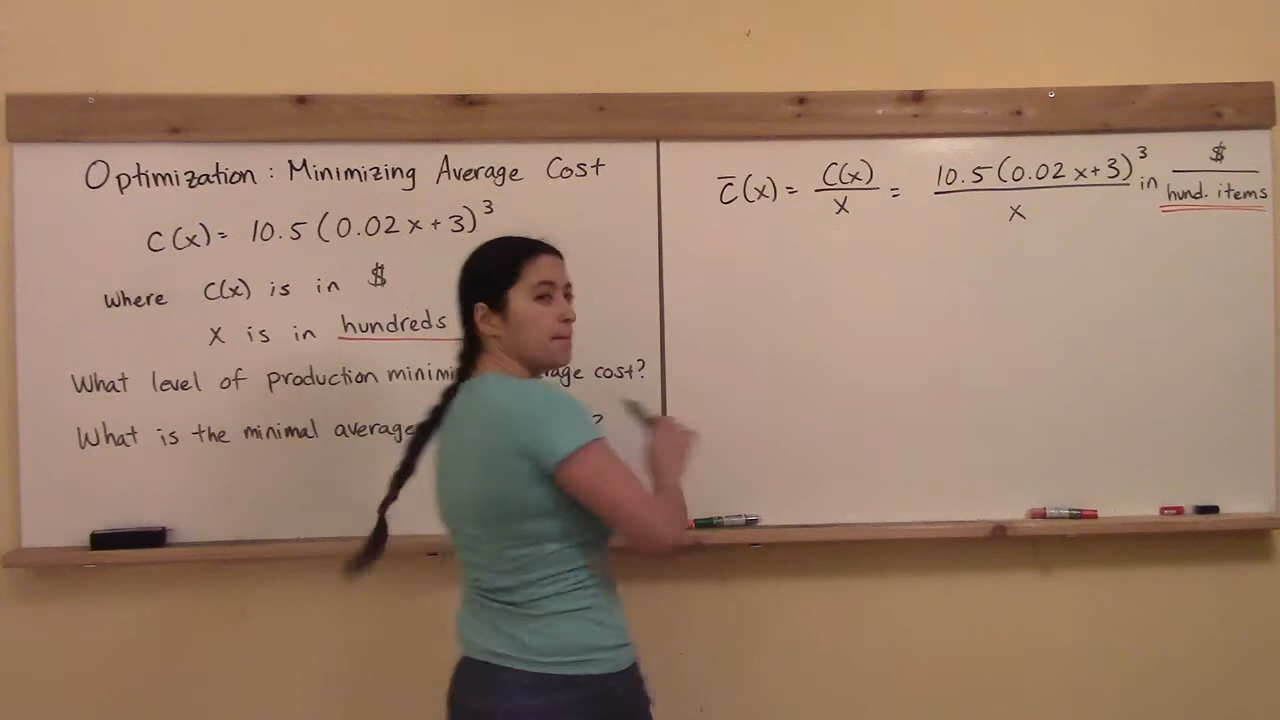 Optimization: Minimizing Average Cost
C(x) = 10.5 (0.02x+3)³
where C(x) is in $
x is in hundreds
What level of production cost?
What is the minimal average ?
C̄(x) = C(x)/x = 10.5(0.02x+3)³/x in $/hund. items